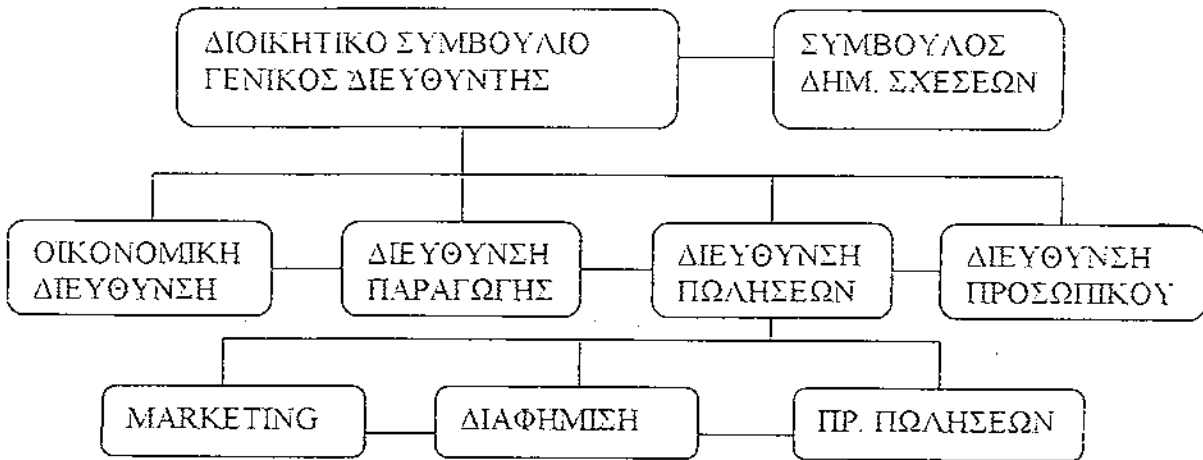 ΔΙΟΙΚΗΤΙΚΟ ΣΥΜΒΟΥΛΙΟ
ΓΕΝΙΚΟΣ ΔΙΕΥΘΥΝΤΗΣ
ΣΥΜΒΟΥΛΟΣ
ΔΗΜ. ΣΧΕΣΕΩΝ
ΟΙΚΟΝΟΜΙΚΗ
ΔΙΕΥΘΥΝΣΗ
ΔΙΕΥΘΥΝΣΗ
ΠΑΡΑΓΩΓΗΣ
ΔΙΕΥΘΥΝΣΗ
ΠΩΛΗΣΕΩΝ
ΔΙΕΥΘΥΝΣΗ
ΠΡΟΣΩΠΙΚΟΥ
MARKETING
ΔΙΑΦΗΜΙΣΗ
ΠΡ. ΠΩΛΗΣΕΩΝ